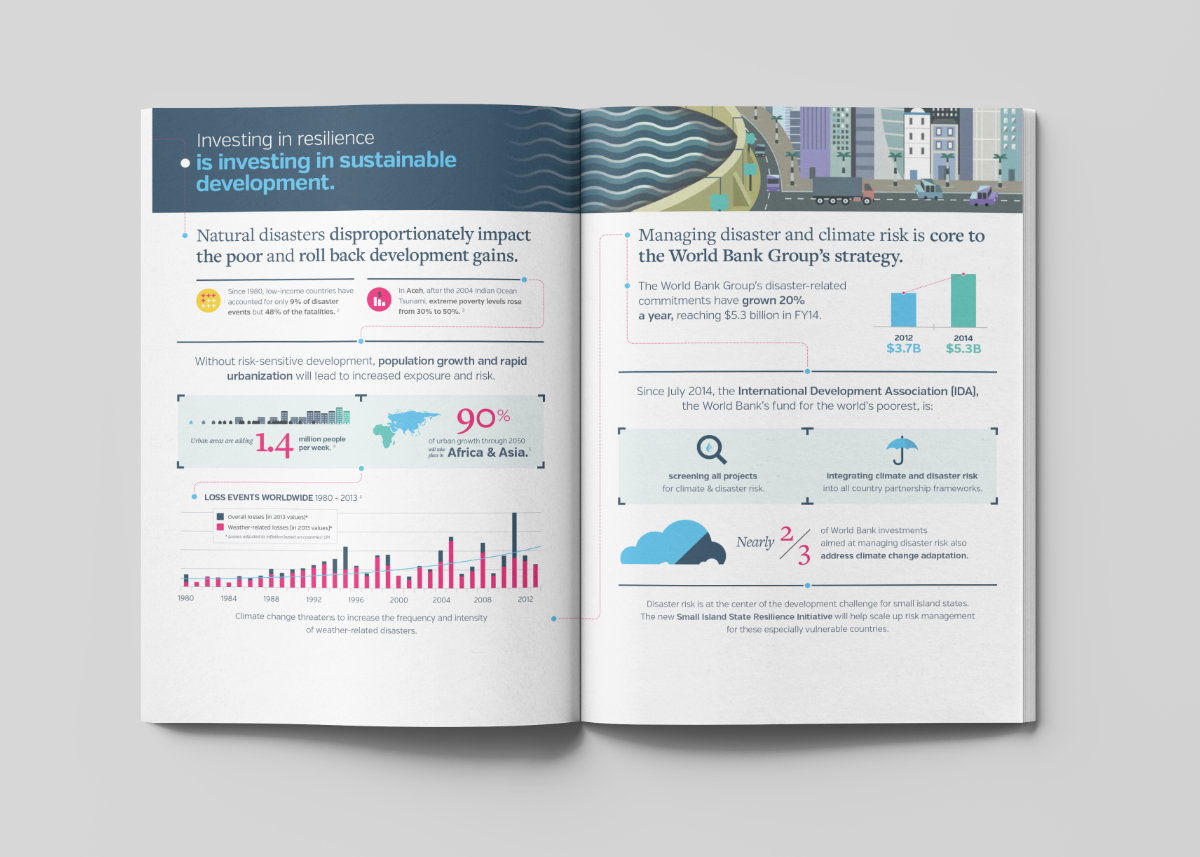 Investing in resilience
is investing in sustainable
development.
Natural disasters disproportionately impact
the poor and roll back development gains.
Since 1980, low-income countries have
accounted for only 9% of disaster
events but 48% of the fatalities.
In Aceh, after the 2004 Indian Ocean
Tsunami, extreme poverty levels rose
from 30% to 50%.
Without risk-sensitive development, population growth and rapid
urbanization will lead to increased exposure and risk.
Urban areas are adding 1.4 million people
per week.
90%
of urban growth through 2050
will take
place in Africa & Asia.
LOSS EVENTS WORLDWIDE 1980 - 2013
Overall losses (in 2013 values)*
Weather-related losses (in 2013 values)*
* Losses adjusted to inflation based on countries' CPI
1980 1984 1988 1992 1996 2000 2004 2008 2012
Climate change threatens to increase the frequency and intensity
of weather-related disasters.
Managing disaster and climate risk is core to
the World Bank Group's strategy.
The World Bank Group's disaster-related
commitments have grown 20%
a year, reaching $5.3 billion in FY14.
2012 2014
$3.7B $5.3B
Since July 2014, the International Development Association (IDA),
the World Bank's fund for the world's poorest, is:
screening all projects
for climate & disaster risk.
integrating climate and disaster risk
into all country partnership frameworks.
Nearly 2/3
of World Bank investments
aimed at managing disaster risk also
address climate change adaptation.
Disaster risk is at the center of the development challenge for small island states.
The new Small Island State Resilience Initiative will help scale up risk management
for these especially vulnerable countries.